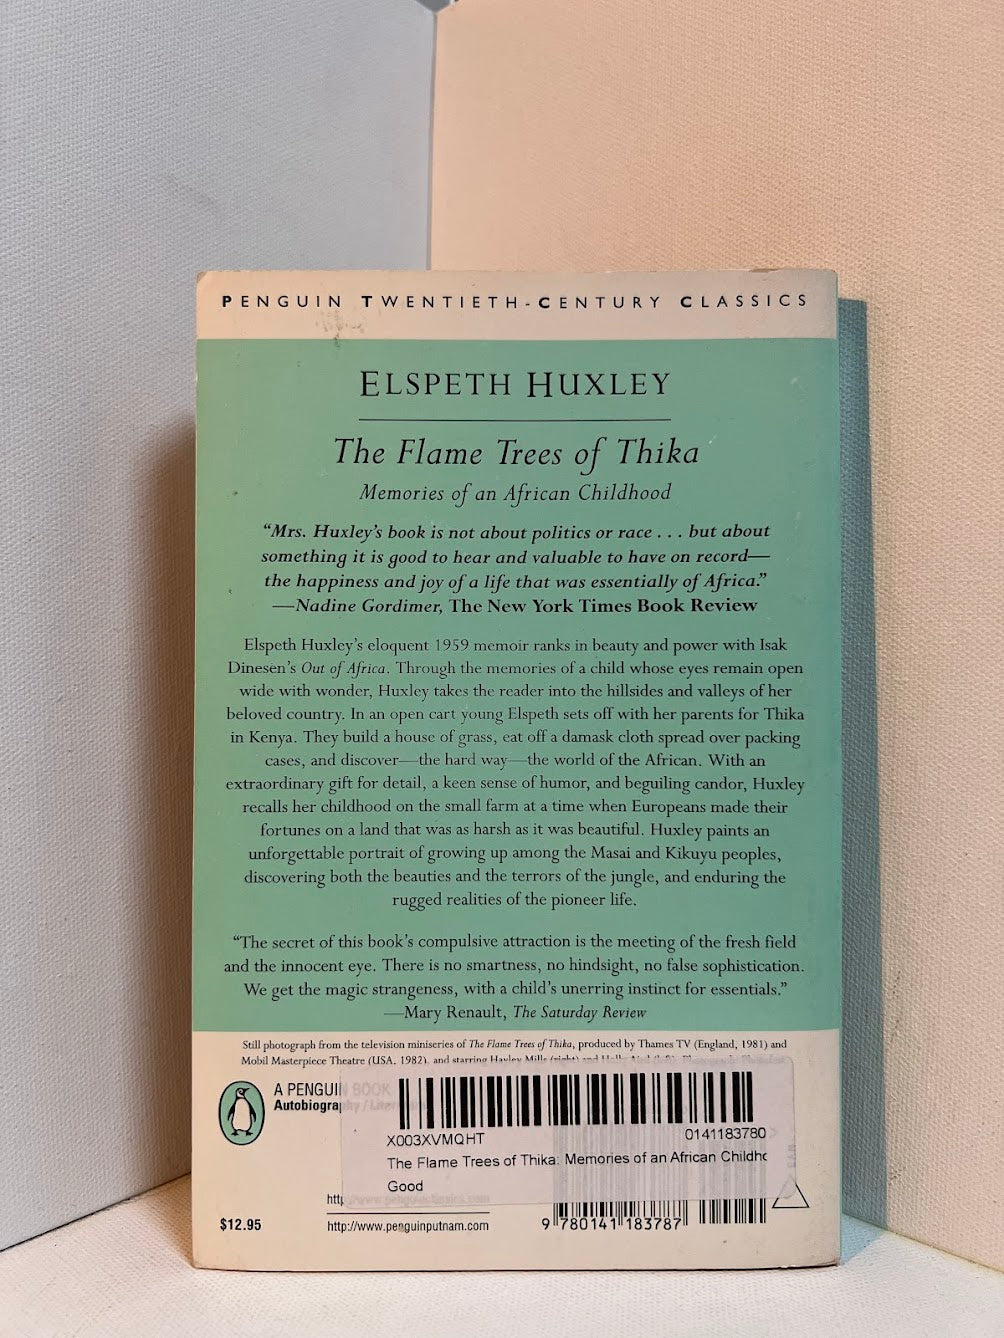 PENGUIN TWENTIETH-CENTURY CLASSICS
ELSPETH HUXLEY
The Flame Trees of Thika
Memories of an African Childhood
“Mrs. Huxley’s book is not about politics or race . . . but about
something it is good to hear and valuable to have on record—
the happiness and joy of a life that was essentially of Africa.”
—Nadine Gordimer, The New York Times Book Review
Elspeth Huxley’s eloquent 1959 memoir ranks in beauty and power with Isak
Dinesen’s Out of Africa. Through the memories of a child whose eyes remain open
wide with wonder, Huxley takes the reader into the hillsides and valleys of her
beloved country. In an open cart young Elspeth sets off with her parents for Thika
in Kenya. They build a house of grass, eat off a damask cloth spread over packing
cases, and discover—the hard way—the world of the African. With an
extraordinary gift for detail, a keen sense of humor, and beguiling candor, Huxley
recalls her childhood on the small farm at a time when Europeans made their
fortunes on a land that was as harsh as it was beautiful. Huxley paints an
unforgettable portrait of growing up among the Masai and Kikuyu peoples,
discovering both the beauties and the terrors of the jungle, and enduring the
rugged realities of the pioneer life.
“The secret of this book’s compulsive attraction is the meeting of the fresh field
and the innocent eye. There is no smartness, no hindsight, no false sophistication.
We get the magic strangeness, with a child’s unerring instinct for essentials.”
—Mary Renault, The Saturday Review
Still photograph from the television miniseries of The Flame Trees of Thika, produced by Thames TV (England, 1981) and
Mobil Masterpiece Theatre (USA, 1982), and starring Hayley Mills (right) and
A PENGUIN BOOK
Autobiography /
X003XVMQHT 0141183780
The Flame Trees of Thika: Memories of an African Childho
Good
http://www.penguinclassics.com
$12.95
http://www.penguinputnam.com
9 780141 183787